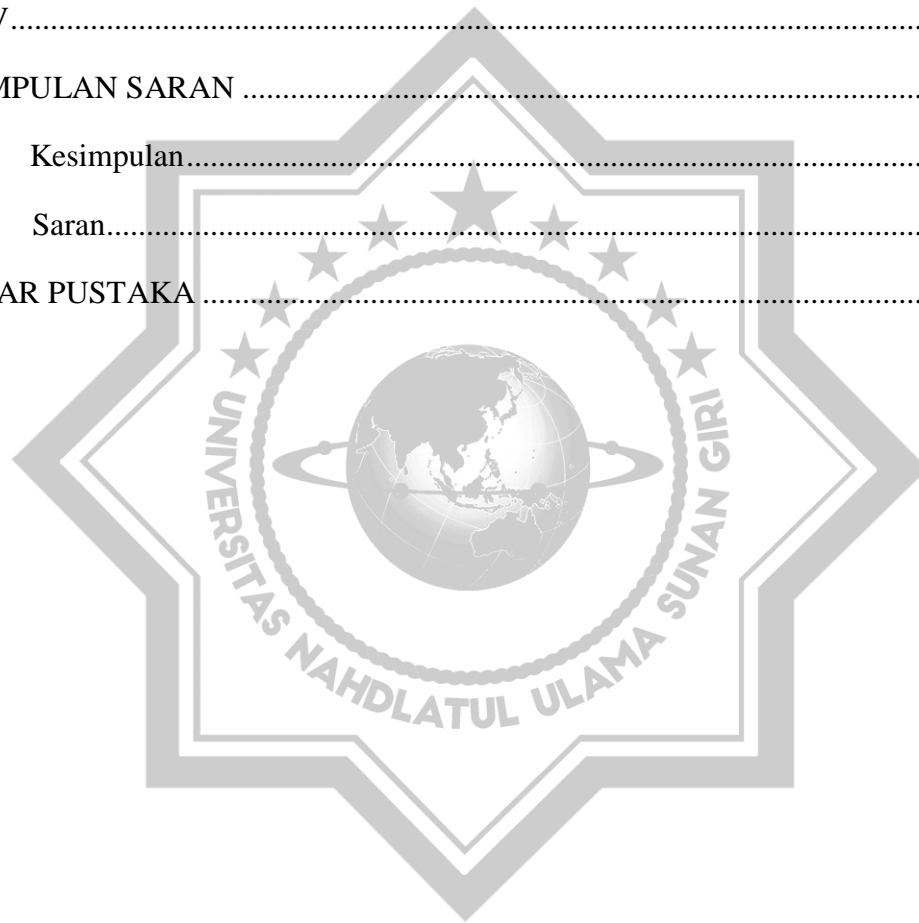 V........................................................................................................................
MPULAN SARAN ........................................................................................
Kesimpulan..............................................................................................
Saran........................................................................................................
AR PUSTAKA ...........................................................................................
UNIVERSITAS NAHDLATUL ULAMA SUNAN GIRI